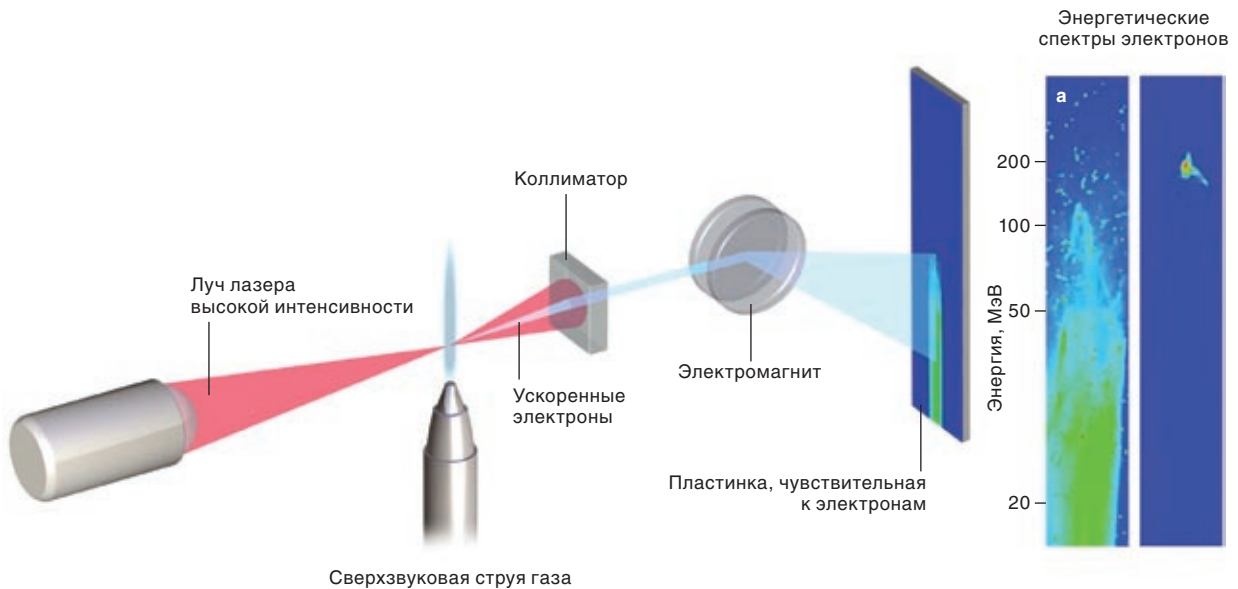 Энергетические
спектры электронов
a
200
100
50
20
Энергия, МэВ
Коллиматор
Луч лазера
высокой интенсивности
Ускоренные
электроны
Электромагнит
Пластинка, чувствительная
к электронам
Сверхзвуковая струя газа